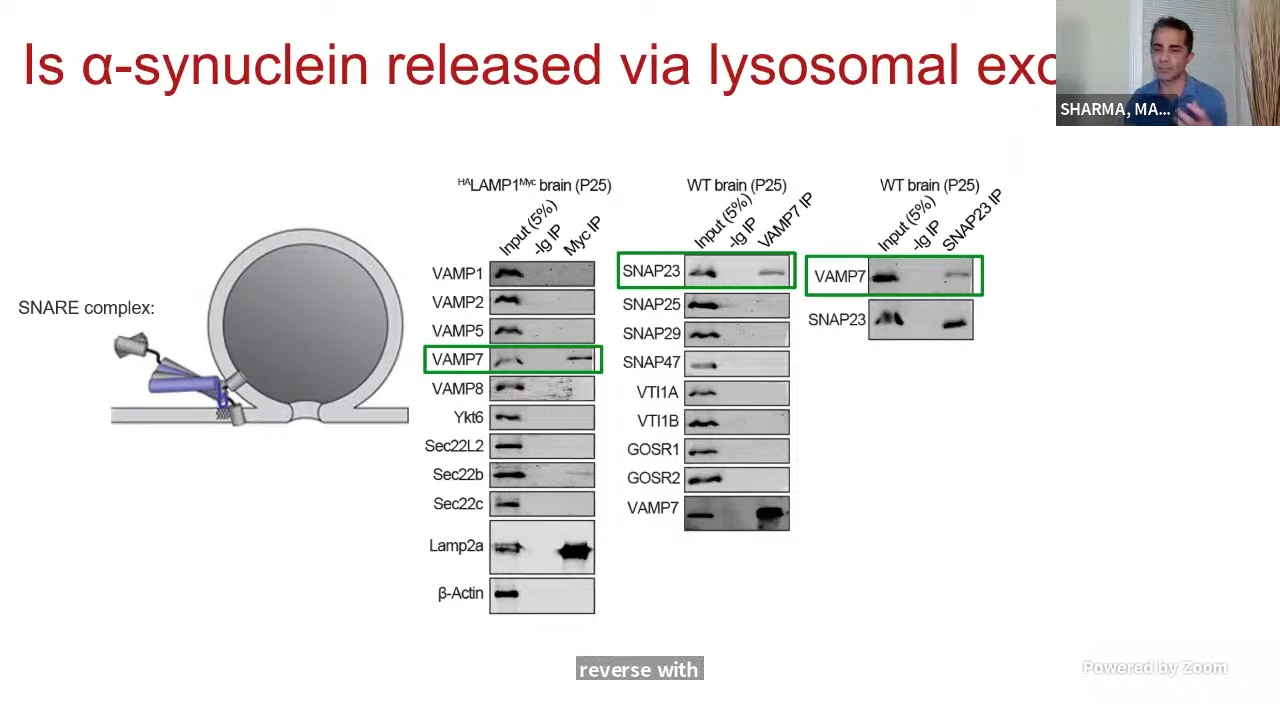 Is α-synuclein released via lysosomal exc
SHARMA, MA...
SNARE complex:
HALAMP1Myc brain (P25)
Input (5%)
-Ig IP
Myc IP
VAMP1
VAMP2
VAMP5
VAMP7
VAMP8
Ykt6
Sec22L2
Sec22b
Sec22c
Lamp2a
β-Actin
WT brain (P25)
Input (5%)
-Ig IP
VAMP7 IP
SNAP23
SNAP25
SNAP29
SNAP47
VTI1A
VTI1B
GOSR1
GOSR2
VAMP7
WT brain (P25)
Input (5%)
-Ig IP
SNAP23 IP
VAMP7
SNAP23
reverse with
Powered by Zoom